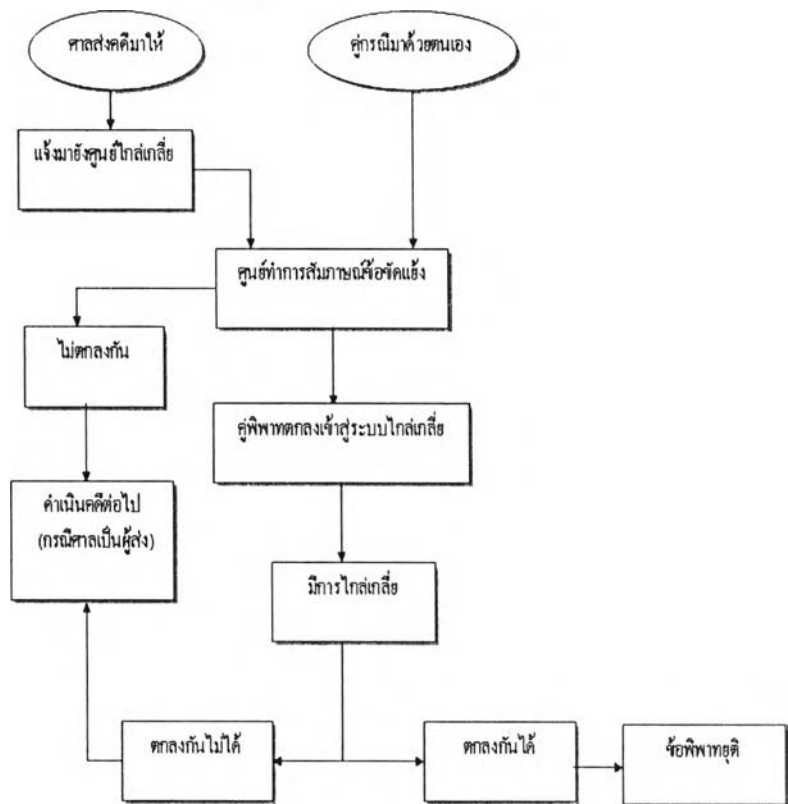 ศาลส่งคดีมาให้
คู่กรณีมาด้วยตนเอง
แจ้งมายังศูนย์ไกล่เกลี่ย
ศูนย์ทำการสัมภาษณ์ข้อขัดแย้ง
ไม่ตกลงกัน
คู่พิพาทตกลงเข้าสู่ระบบไกล่เกลี่ย
ดำเนินคดีต่อไป
(กรณีศาลเป็นผู้ส่ง)
มีการไกล่เกลี่ย
ตกลงกันไม่ได้
ตกลงกันได้
ข้อพิพาทยุติ